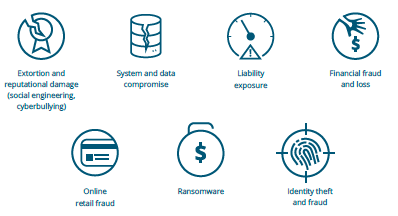 Extortion and
reputational damage
(social engineering,
cyberbullying)
System and data
compromise
Liability
exposure
Financial fraud
and loss
Online
retail fraud
Ransomware
Identity theft
and fraud